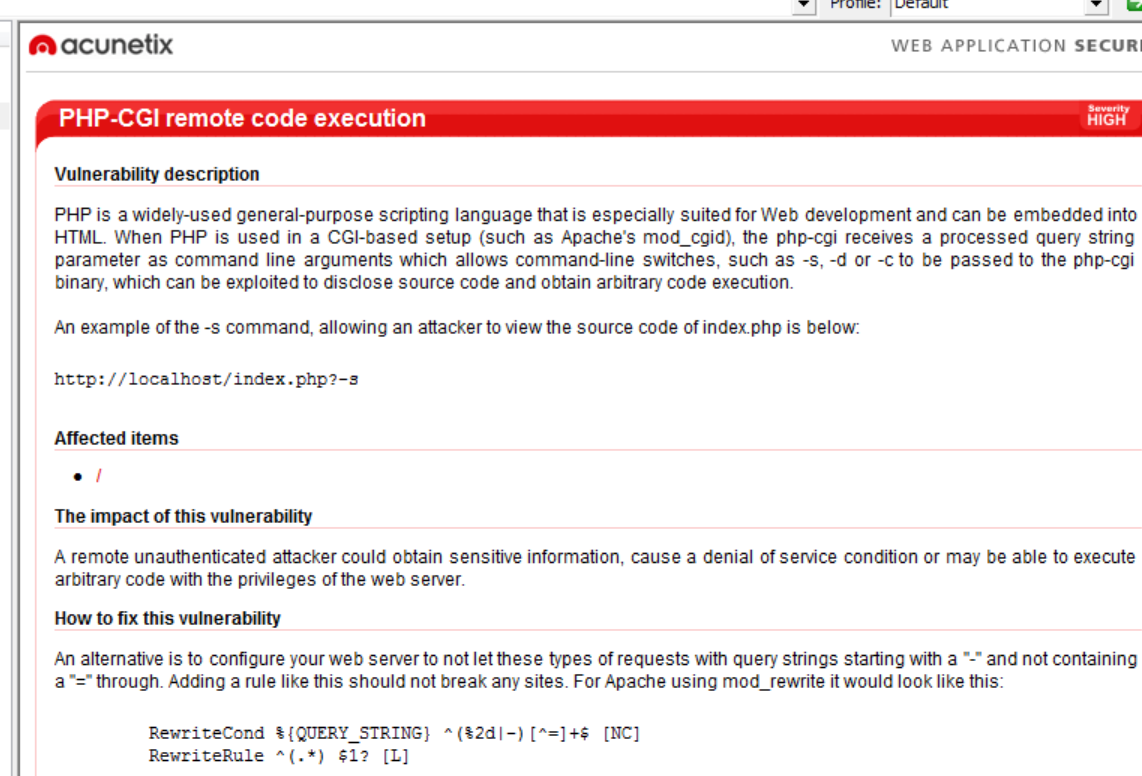 Profile: Default
acunetix
WEB APPLICATION SECURI
PHP-CGI remote code execution
Severity
HIGH
Vulnerability description
PHP is a widely-used general-purpose scripting language that is especially suited for Web development and can be embedded into
HTML. When PHP is used in a CGI-based setup (such as Apache's mod_cgid), the php-cgi receives a processed query string
parameter as command line arguments which allows command-line switches, such as -s, -d or -c to be passed to the php-cgi
binary, which can be exploited to disclose source code and obtain arbitrary code execution.
An example of the -s command, allowing an attacker to view the source code of index.php is below:
http://localhost/index.php?-s
Affected items
• /
The impact of this vulnerability
A remote unauthenticated attacker could obtain sensitive information, cause a denial of service condition or may be able to execute
arbitrary code with the privileges of the web server.
How to fix this vulnerability
An alternative is to configure your web server to not let these types of requests with query strings starting with a "-" and not containing
a "=" through. Adding a rule like this should not break any sites. For Apache using mod_rewrite it would look like this:
RewriteCond %{QUERY_STRING} ^(%2d|-)[^=]+$ [NC]
RewriteRule ^(.*) $1? [L]